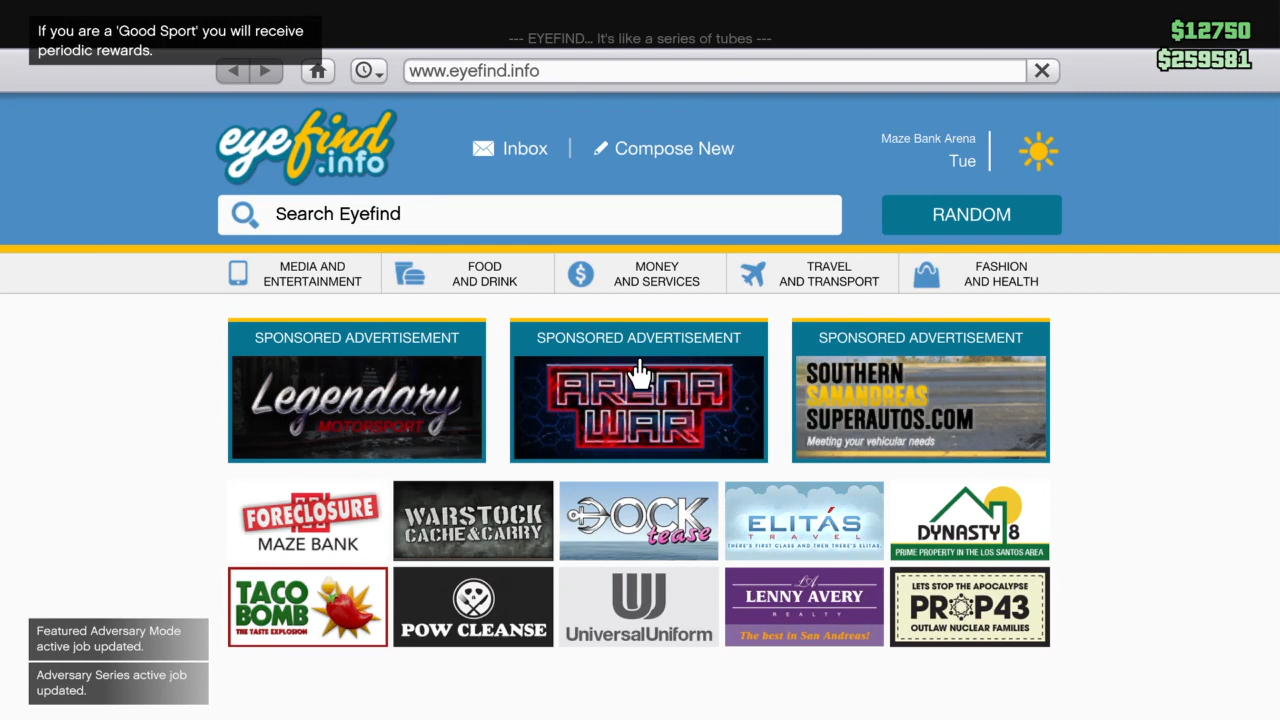 If you are a 'Good Sport' you will receive
periodic rewards.
--- EYEFIND... It's like a series of tubes ---
$12750
$259581
www.eyefind.info
eyefind
.info
Inbox
Compose New
Maze Bank Arena
Tue
Search Eyefind
RANDOM
MEDIA AND
ENTERTAINMENT
FOOD
AND DRINK
MONEY
AND SERVICES
TRAVEL
AND TRANSPORT
FASHION
AND HEALTH
SPONSORED ADVERTISEMENT
Legendary
MOTORSPORT
SPONSORED ADVERTISEMENT
ARENA
WAR
SPONSORED ADVERTISEMENT
SOUTHERN
SANANDREAS
SUPERAUTOS.COM
Meeting your vehicular needs
FORECLOSURE
MAZE BANK
WARSTOCK
CACHE&CARRY
DOCK
tease
ELITÁS
TRAVEL
THERE'S FIRST CLASS AND THEN THERE'S ELITAS.
DYNASTY 8
PRIME PROPERTY IN THE LOS SANTOS AREA
TACO
BOMB
THE TASTE EXPLOSION
POW CLEANSE
UniversalUniform
LA
LENNY AVERY
REALTY
The best in San Andreas!
LETS STOP THE APOCALYPSE
PROP43
OUTLAW NUCLEAR FAMILIES
Featured Adversary Mode
active job updated.
Adversary Series active job
updated.